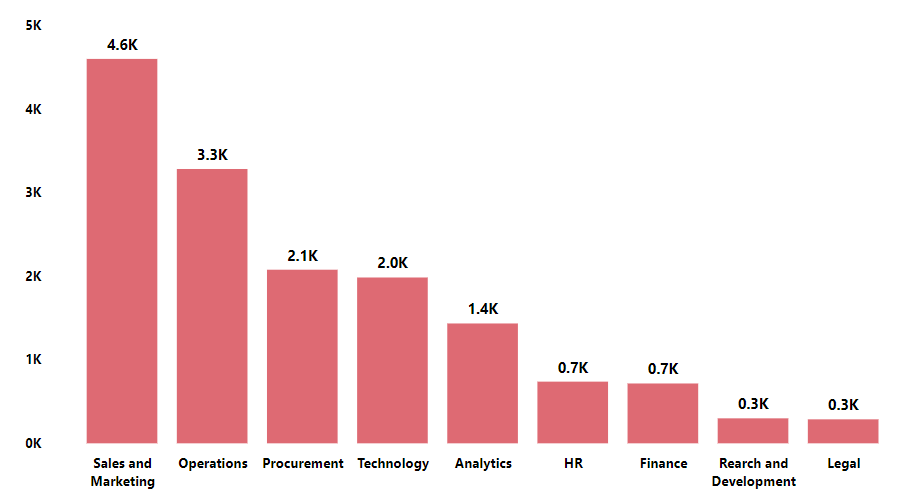 5K
4K
3K
2K
1K
0K
4.6K
3.3K
2.1K
2.0K
1.4K
0.7K
0.7K
0.3K
0.3K
Sales and
Marketing
Operations
Procurement
Technology
Analytics
HR
Finance
Rearch and
Development
Legal